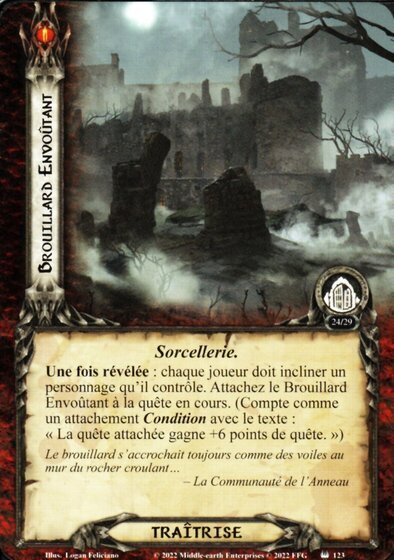 Brouillard Envoûtant
24/29
Sorcellerie.
Une fois révélée : chaque joueur doit incliner un
personnage qu'il contrôle. Attachez le Brouillard
Envoûtant à la quête en cours. (Compte comme
un attachement Condition avec le texte :
« La quête attachée gagne +6 points de quête. »)
Le brouillard s'accrochait toujours comme des voiles au
mur du rocher croulant…
– La Communauté de l'Anneau
TRAÎTRISE
Illus. Logan Feliciano © 2022 Middle-earth Enterprises © 2022 FFG 123